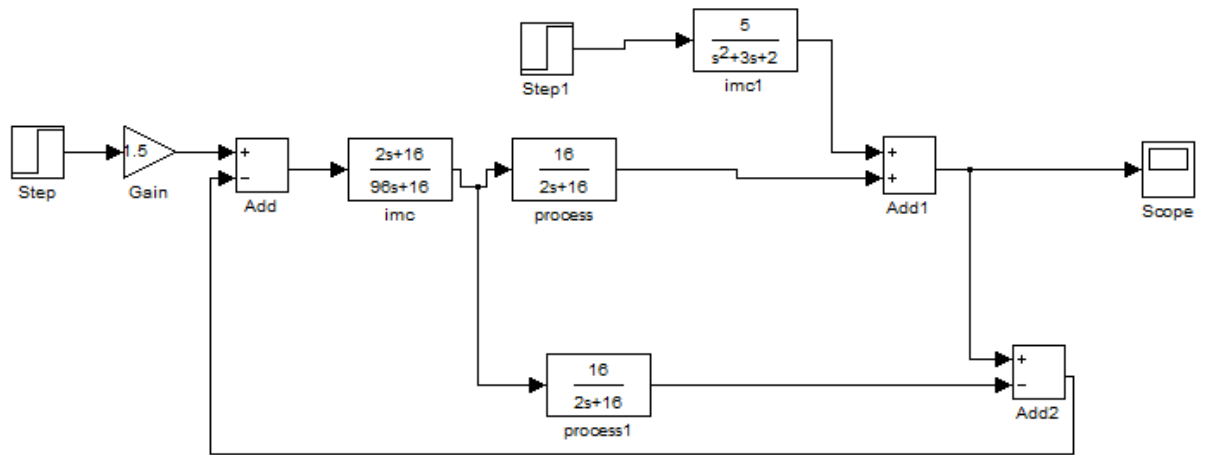 5
s²+3s+2
Step1
imc1
1.5
+
−
2s+16
96s+16
16
2s+16
+
+
Step
Gain
Add
imc
process
Add1
Scope
16
2s+16
+
−
Add2
process1